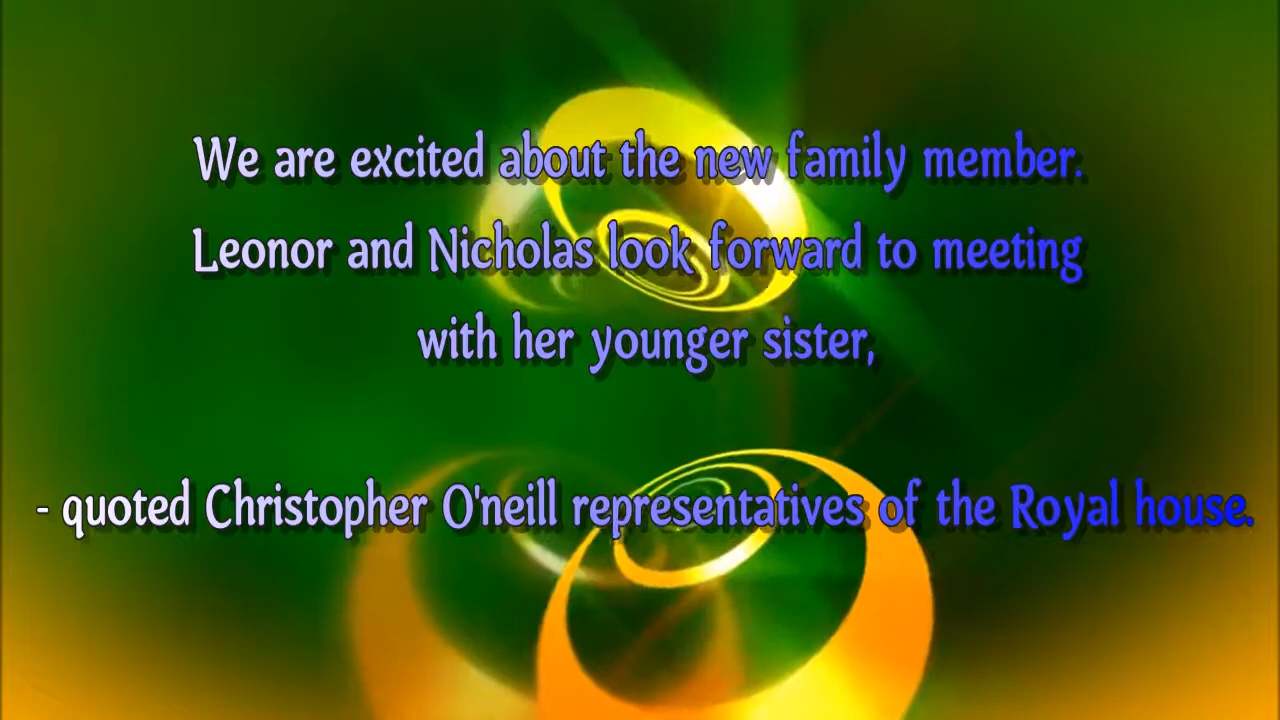 We are excited about the new family member.
Leonor and Nicholas look forward to meeting
with her younger sister,
- quoted Christopher O'neill representatives of the Royal house.